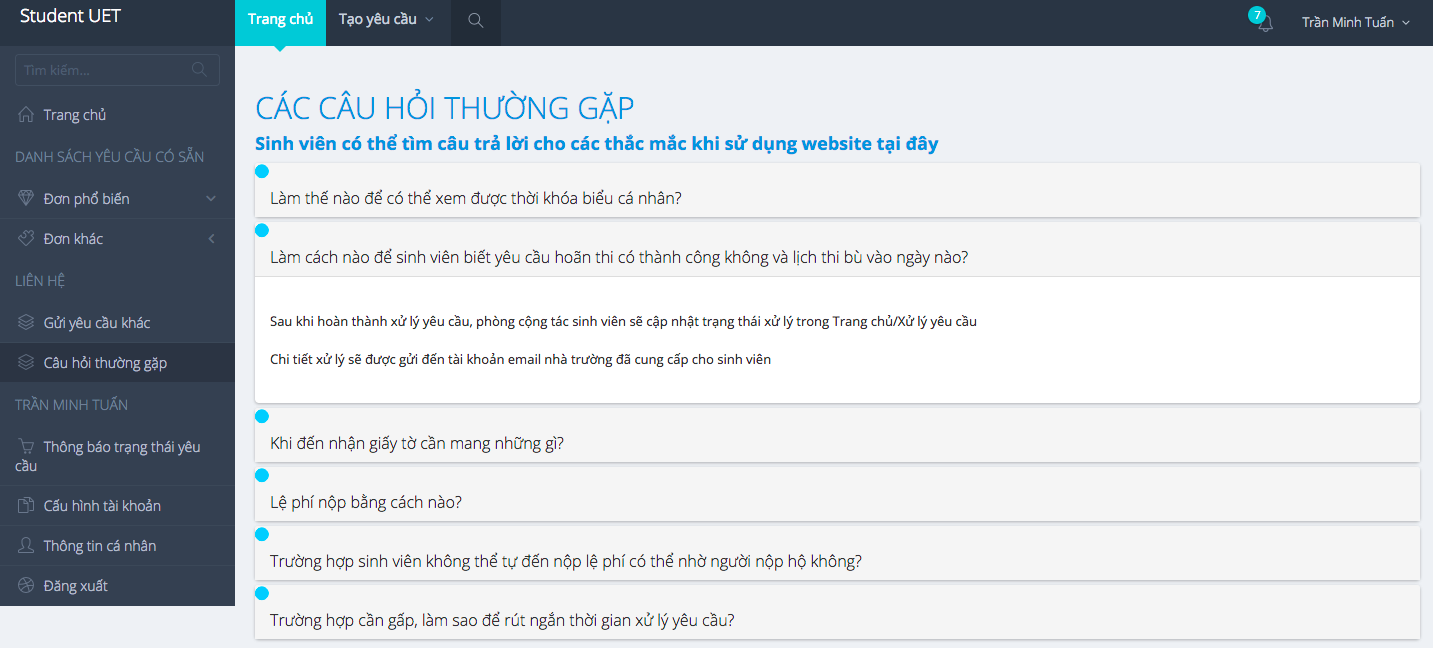 Student UET
Trang chủ
Tạo yêu cầu
7
Trần Minh Tuấn
Tìm kiếm...
Trang chủ
DANH SÁCH YÊU CẦU CÓ SẴN
Đơn phổ biến
Đơn khác
LIÊN HỆ
Gửi yêu cầu khác
Câu hỏi thường gặp
TRẦN MINH TUẤN
Thông báo trạng thái yêu
cầu
Cấu hình tài khoản
Thông tin cá nhân
Đăng xuất
CÁC CÂU HỎI THƯỜNG GẶP
Sinh viên có thể tìm câu trả lời cho các thắc mắc khi sử dụng website tại đây
Làm thế nào để có thể xem được thời khóa biểu cá nhân?
Làm cách nào để sinh viên biết yêu cầu hoãn thi có thành công không và lịch thi bù vào ngày nào?
Sau khi hoàn thành xử lý yêu cầu, phòng cộng tác sinh viên sẽ cập nhật trạng thái xử lý trong Trang chủ/Xử lý yêu cầu
Chi tiết xử lý sẽ được gửi đến tài khoản email nhà trường đã cung cấp cho sinh viên
Khi đến nhận giấy tờ cần mang những gì?
Lệ phí nộp bằng cách nào?
Trường hợp sinh viên không thể tự đến nộp lệ phí có thể nhờ người nộp hộ không?
Trường hợp cần gấp, làm sao để rút ngắn thời gian xử lý yêu cầu?